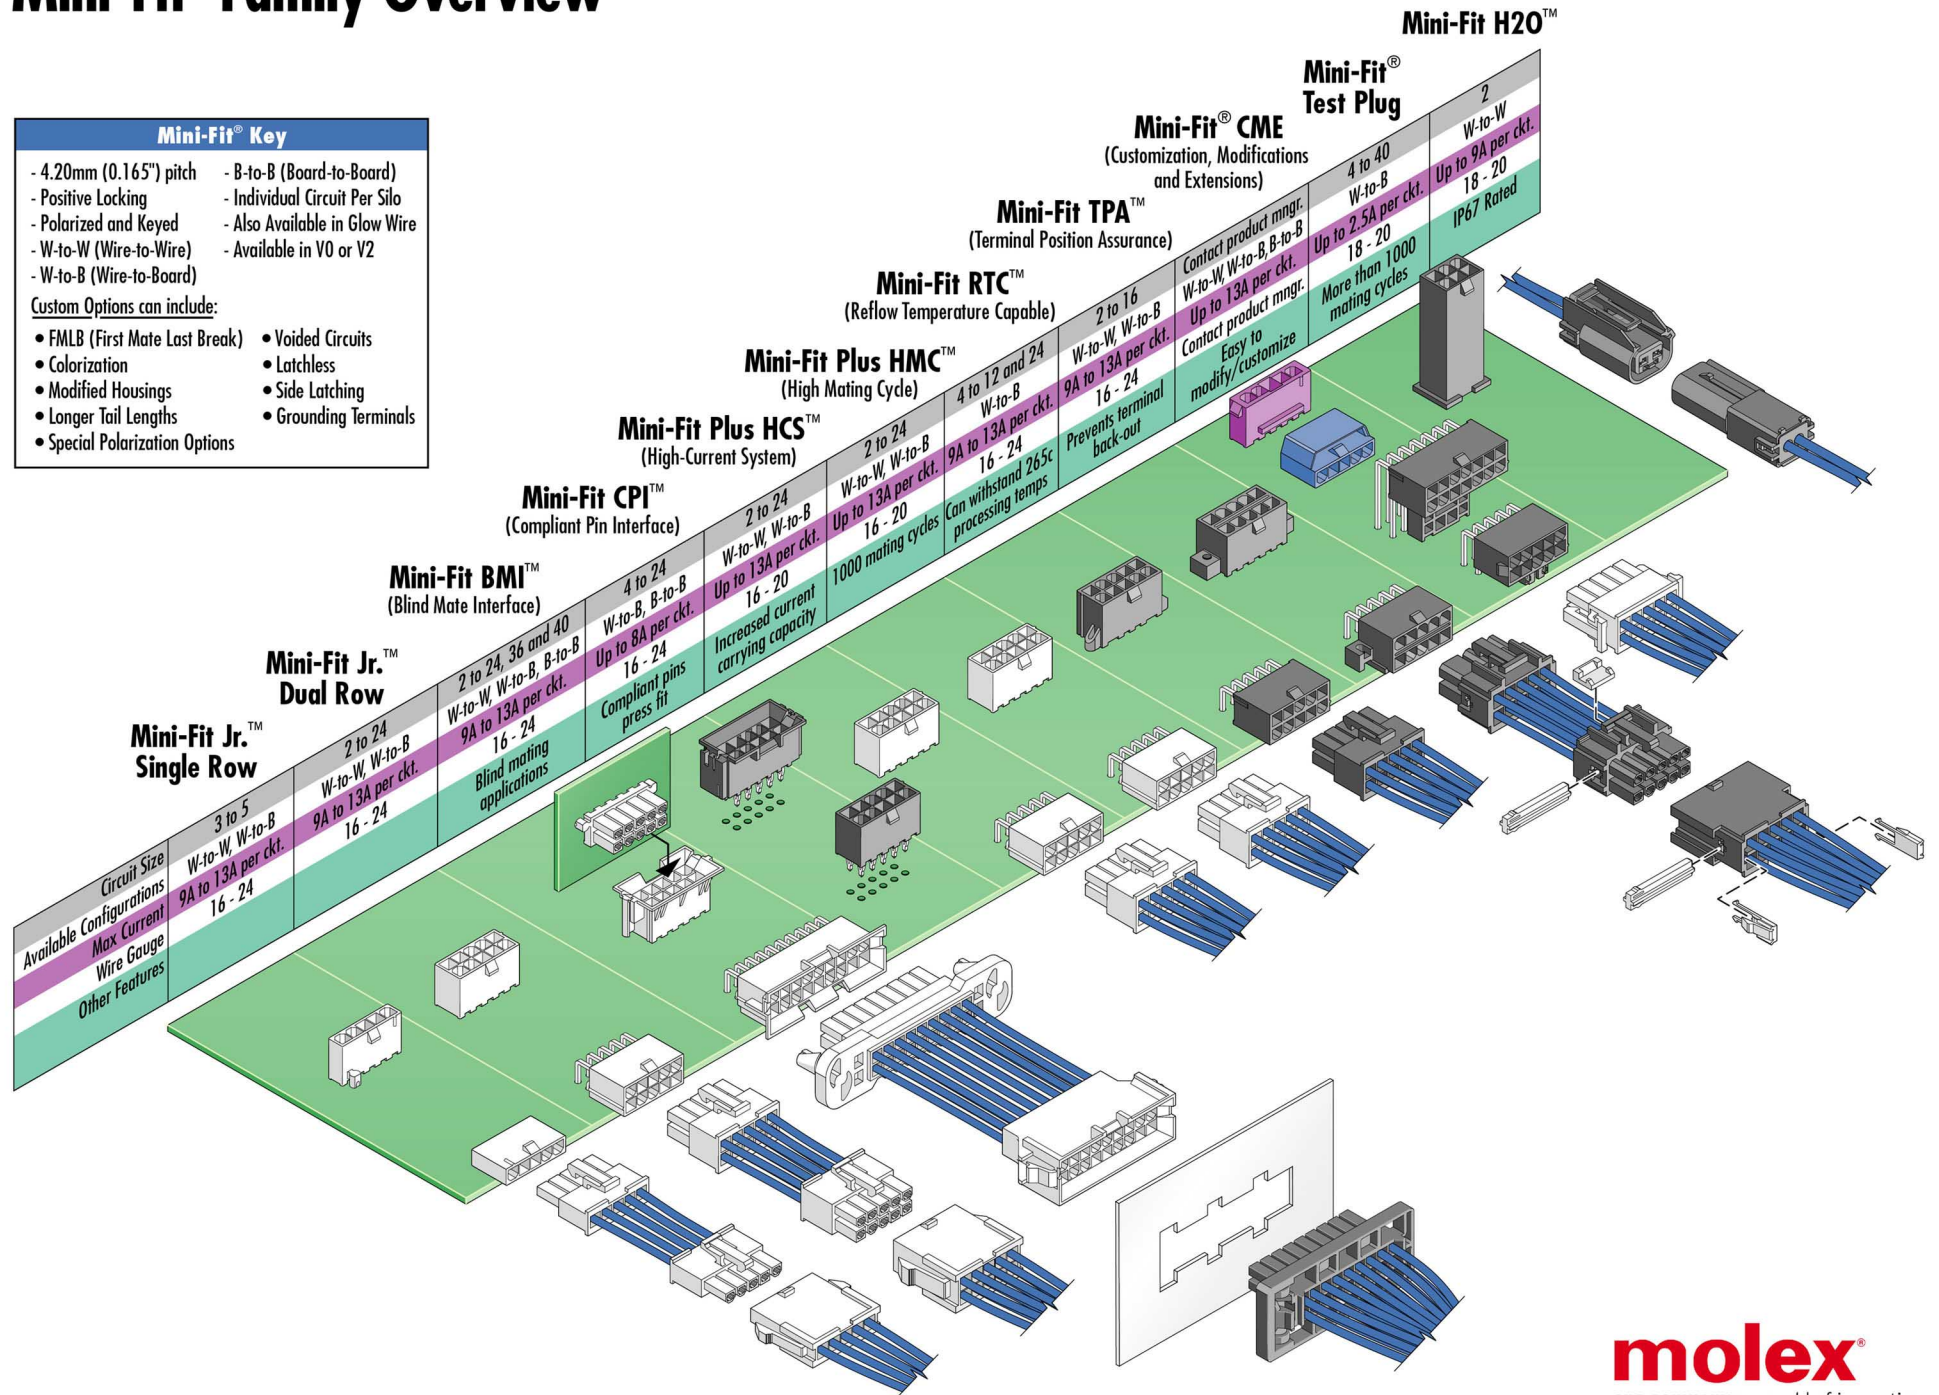 Mini-Fit® Family Overview
Mini-Fit® Key
- 4.20mm (0.165") pitch
- Positive Locking
- Polarized and Keyed
- W-to-W (Wire-to-Wire)
- W-to-B (Wire-to-Board)
- B-to-B (Board-to-Board)
- Individual Circuit Per Silo
- Also Available in Glow Wire
- Available in V0 or V2
Custom Options can include:
• FMLB (First Mate Last Break)
• Colorization
• Modified Housings
• Longer Tail Lengths
• Special Polarization Options
• Voided Circuits
• Latchless
• Side Latching
• Grounding Terminals
Circuit Size
Available Configurations
Max Current
Wire Gauge
Other Features
Mini-Fit Jr.™
Single Row
3 to 5
W-to-W, W-to-B
9A to 13A per ckt.
16 - 24
Mini-Fit Jr.™
Dual Row
2 to 24
W-to-W, W-to-B
9A to 13A per ckt.
16 - 24
Mini-Fit BMI™
(Blind Mate Interface)
2 to 24, 36 and 40
W-to-W, W-to-B, B-to-B
9A to 13A per ckt.
16 - 24
Blind mating
applications
Mini-Fit CPI™
(Compliant Pin Interface)
4 to 24
W-to-B, B-to-B
Up to 8A per ckt.
16 - 24
Compliant pins
press fit
Mini-Fit Plus HCS™
(High-Current System)
2 to 24
W-to-W, W-to-B
Up to 13A per ckt.
16 - 20
Increased current
carrying capacity
Mini-Fit Plus HMC™
(High Mating Cycle)
2 to 24
W-to-W, W-to-B
Up to 13A per ckt.
16 - 20
1000 mating cycles
Mini-Fit RTC™
(Reflow Temperature Capable)
4 to 12 and 24
W-to-B
9A to 13A per ckt.
16 - 24
Can withstand 265c
processing temps
Mini-Fit TPA™
(Terminal Position Assurance)
2 to 16
W-to-W, W-to-B
9A to 13A per ckt.
16 - 24
Prevents terminal
back-out
Mini-Fit® CME
(Customization, Modifications
and Extensions)
Contact product mngr.
W-to-W, W-to-B, B-to-B
Up to 13A per ckt.
Contact product mngr.
Easy to
modify/customize
Mini-Fit®
Test Plug
4 to 40
W-to-B
Up to 2.5A per ckt.
18 - 20
More than 1000
mating cycles
Mini-Fit H2O™
2
W-to-W
Up to 9A per ckt.
18 - 20
IP67 Rated
molex®